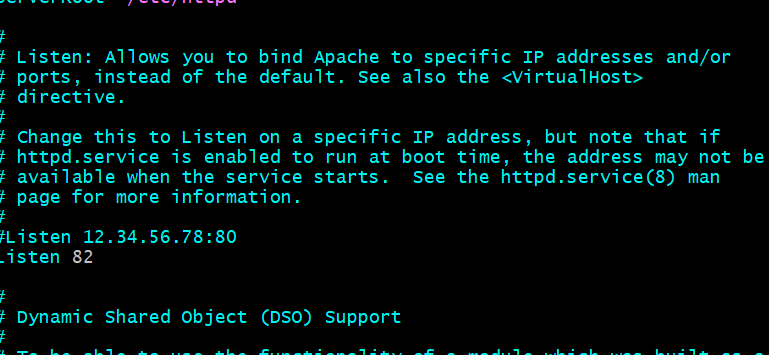 ServerRoot "/etc/httpd"
#
# Listen: Allows you to bind Apache to specific IP addresses and/or
# ports, instead of the default. See also the <VirtualHost>
# directive.
#
# Change this to Listen on a specific IP address, but note that if
# httpd.service is enabled to run at boot time, the address may not be
# available when the service starts.  See the httpd.service(8) man
# page for more information.
#
#Listen 12.34.56.78:80
Listen 82
#
# Dynamic Shared Object (DSO) Support
#
# To be able to use the functionality of a module which was built as a